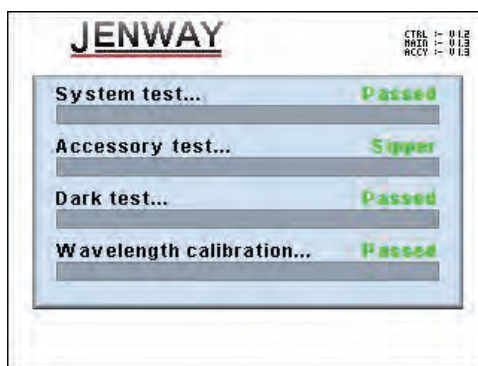 JENWAY
CTRL :- V1.2
MAIN :- V1.3
ACCY :- V1.3
System test... Passed
Accessory test... Sipper
Dark test... Passed
Wavelength calibration... Passed